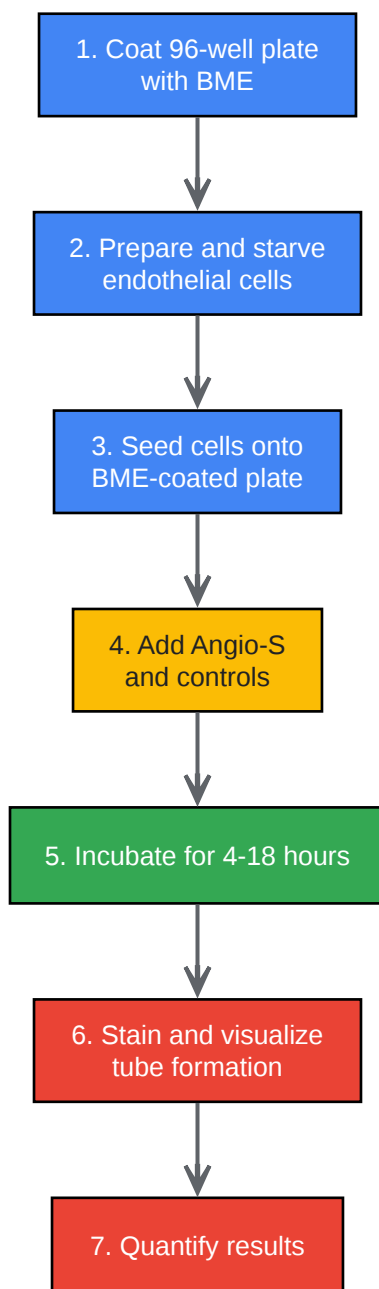 1. Coat 96-well plate
with BME
2. Prepare and starve
endothelial cells
3. Seed cells onto
BME-coated plate
4. Add Angio-S
and controls
5. Incubate for 4-18 hours
6. Stain and visualize
tube formation
7. Quantify results